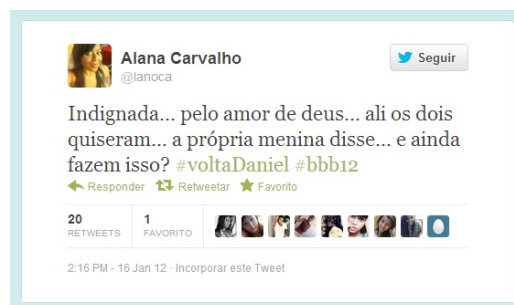 Alana Carvalho
@lanoca
Seguir
Indignada... pelo amor de deus... ali os dois
quiseram... a própria menina disse... e ainda
fazem isso? #voltaDaniel #bbb12
Responder Retweetar Favorito
20 1
RETWEETS FAVORITO
2:16 PM - 16 Jan 12 · Incorporar este Tweet